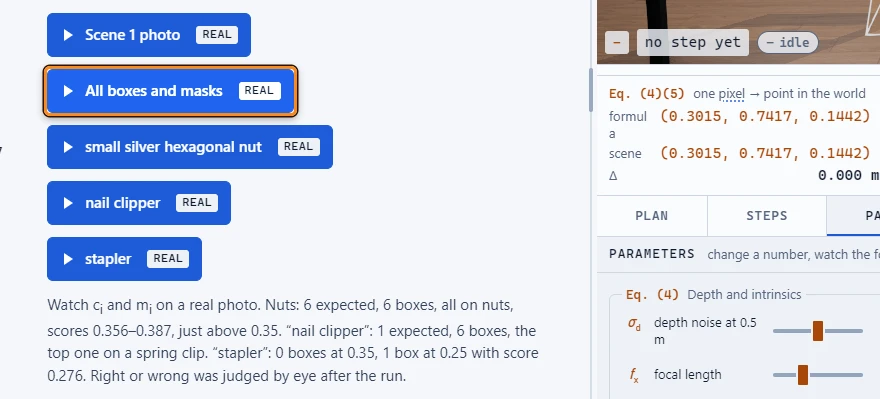 Scene 1 photo REAL
All boxes and masks REAL
small silver hexagonal nut REAL
nail clipper REAL
stapler REAL
Watch cᵢ and mᵢ on a real photo. Nuts: 6 expected, 6 boxes, all on nuts,
scores 0.356–0.387, just above 0.35. “nail clipper”: 1 expected, 6 boxes, the
top one on a spring clip. “stapler”: 0 boxes at 0.35, 1 box at 0.25 with score
0.276. Right or wrong was judged by eye after the run.
– no step yet – idle
Eq. (4)(5) one pixel → point in the world
formula (0.3015, 0.7417, 0.1442)
scene (0.3015, 0.7417, 0.1442)
Δ 0.000 m
PLAN STEPS PA
PARAMETERS change a number, watch the fo
Eq. (4) Depth and intrinsics
σd depth noise at 0.5
m
fx focal length